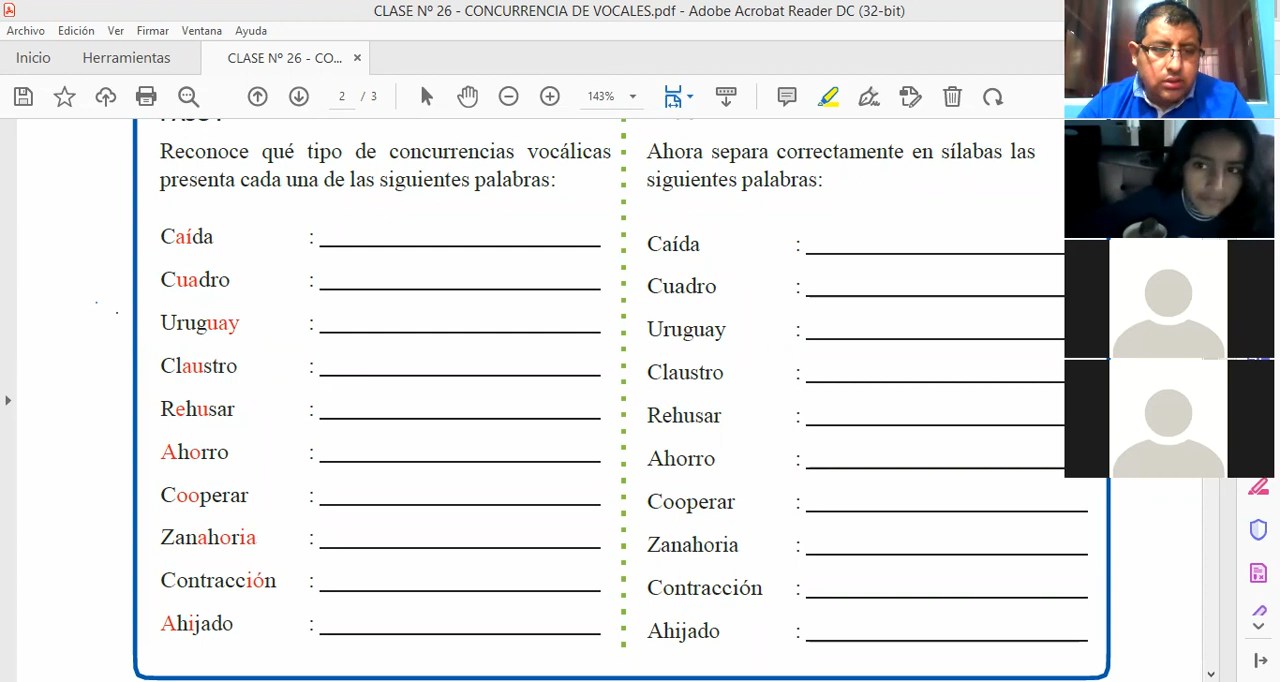 CLASE Nº 26 - CONCURRENCIA DE VOCALES.pdf - Adobe Acrobat Reader DC (32-bit)
Archivo Edición Ver Firmar Ventana Ayuda
Inicio Herramientas CLASE Nº 26 - CO... ×
2 / 3 143%
Reconoce qué tipo de concurrencias vocálicas
presenta cada una de las siguientes palabras:
Caída :
Cuadro :
Uruguay :
Claustro :
Rehusar :
Ahorro :
Cooperar :
Zanahoria :
Contracción :
Ahijado :
Ahora separa correctamente en sílabas las
siguientes palabras:
Caída :
Cuadro :
Uruguay :
Claustro :
Rehusar :
Ahorro :
Cooperar :
Zanahoria :
Contracción :
Ahijado :